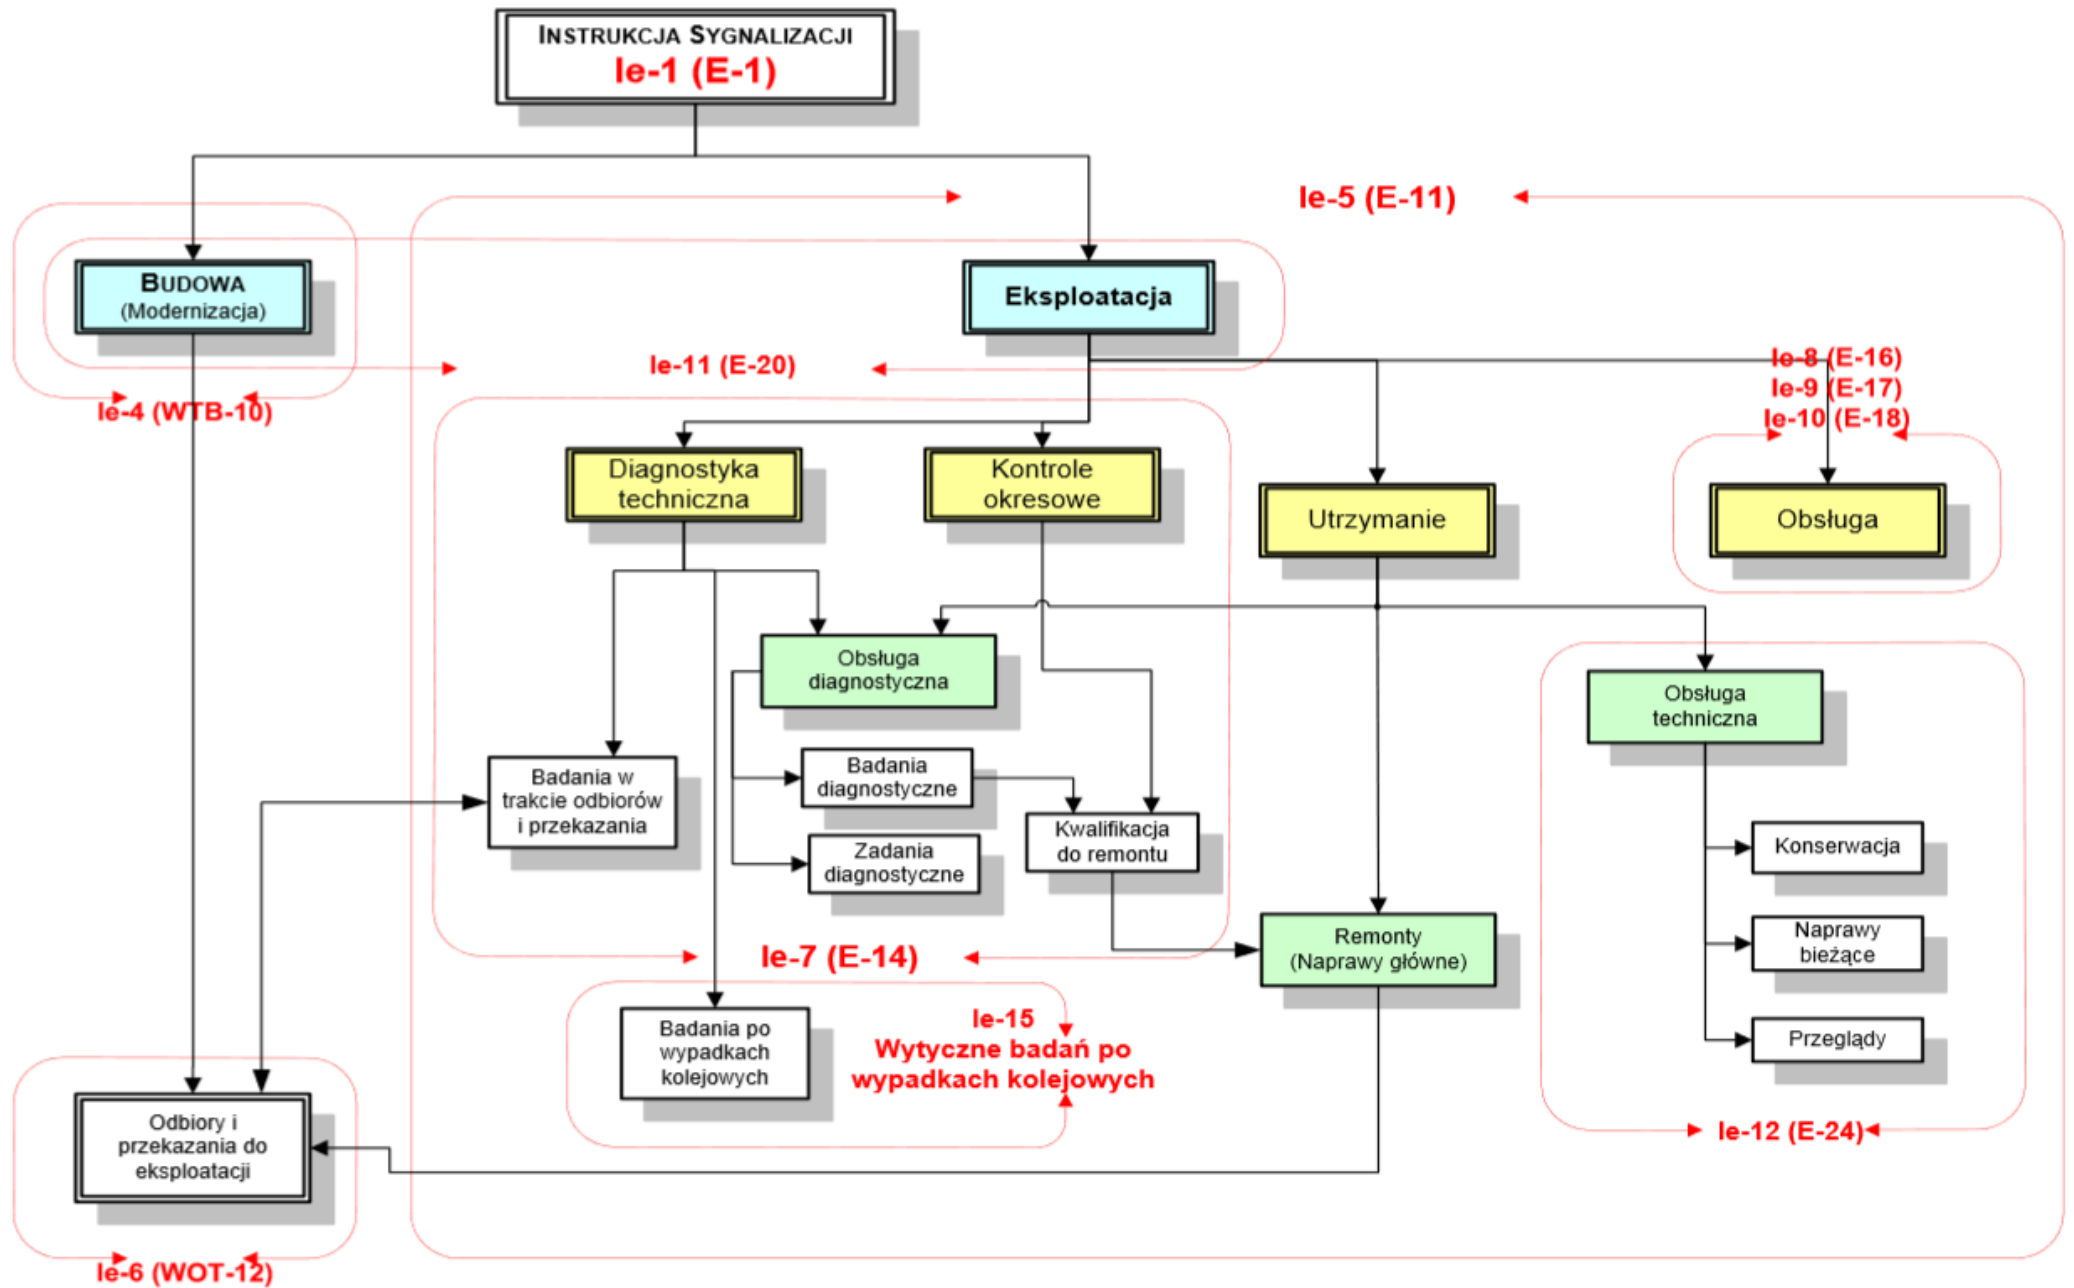 INSTRUKCJA SYGNALIZACJI
Ie-1 (E-1)
Ie-5 (E-11)
BUDOWA
(Modernizacja)
Eksploatacja
Ie-11 (E-20)
Ie-8 (E-16)
Ie-9 (E-17)
Ie-10 (E-18)
Ie-4 (WTB-10)
Diagnostyka
techniczna
Kontrole
okresowe
Utrzymanie
Obsługa
Obsługa
diagnostyczna
Obsługa
techniczna
Badania w
trakcie odbiorów
i przekazania
Badania
diagnostyczne
Zadania
diagnostyczne
Kwalifikacja
do remontu
Konserwacja
Naprawy
bieżące
Przeglądy
Remonty
(Naprawy główne)
Ie-7 (E-14)
Badania po
wypadkach
kolejowych
Ie-15
Wytyczne badań po
wypadkach kolejowych
Ie-12 (E-24)
Odbiory i
przekazania do
eksploatacji
Ie-6 (WOT-12)